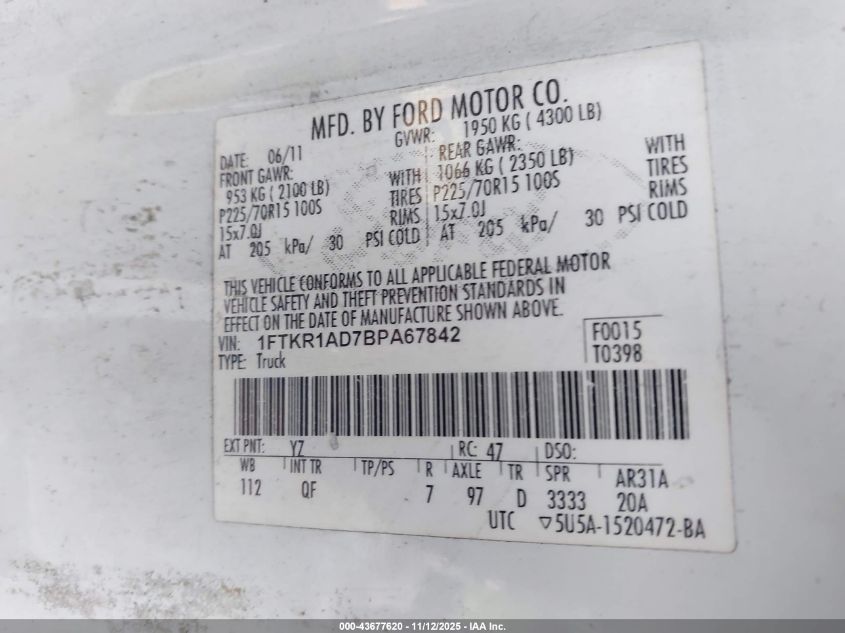 MFD. BY FORD MOTOR CO.
DATE: 06/11 GVWR: 1950 KG ( 4300 LB)
FRONT GAWR: REAR GAWR:
953 KG ( 2100 LB) WITH 1066 KG ( 2350 LB) WITH
P225/70R15 100S TIRES P225/70R15 100S TIRES
15x7.0J RIMS 15x7.0J RIMS
AT 205 kPa/ 30 PSI COLD AT 205 kPa/ 30 PSI COLD
THIS VEHICLE CONFORMS TO ALL APPLICABLE FEDERAL MOTOR
VEHICLE SAFETY AND THEFT PREVENTION STANDARDS IN
EFFECT ON THE DATE OF MANUFACTURE SHOWN ABOVE.
VIN: 1FTKR1AD7BPA67842 F0015
TYPE: Truck T0398
EXT PNT: YZ RC: 47 DSO:
WB INT TR TP/PS R AXLE TR SPR AR31A
112 QF 7 97 D 3333 20A
UTC ▽5U5A-1520472-BA
000-43677620 - 11/12/2025 - IAA Inc.